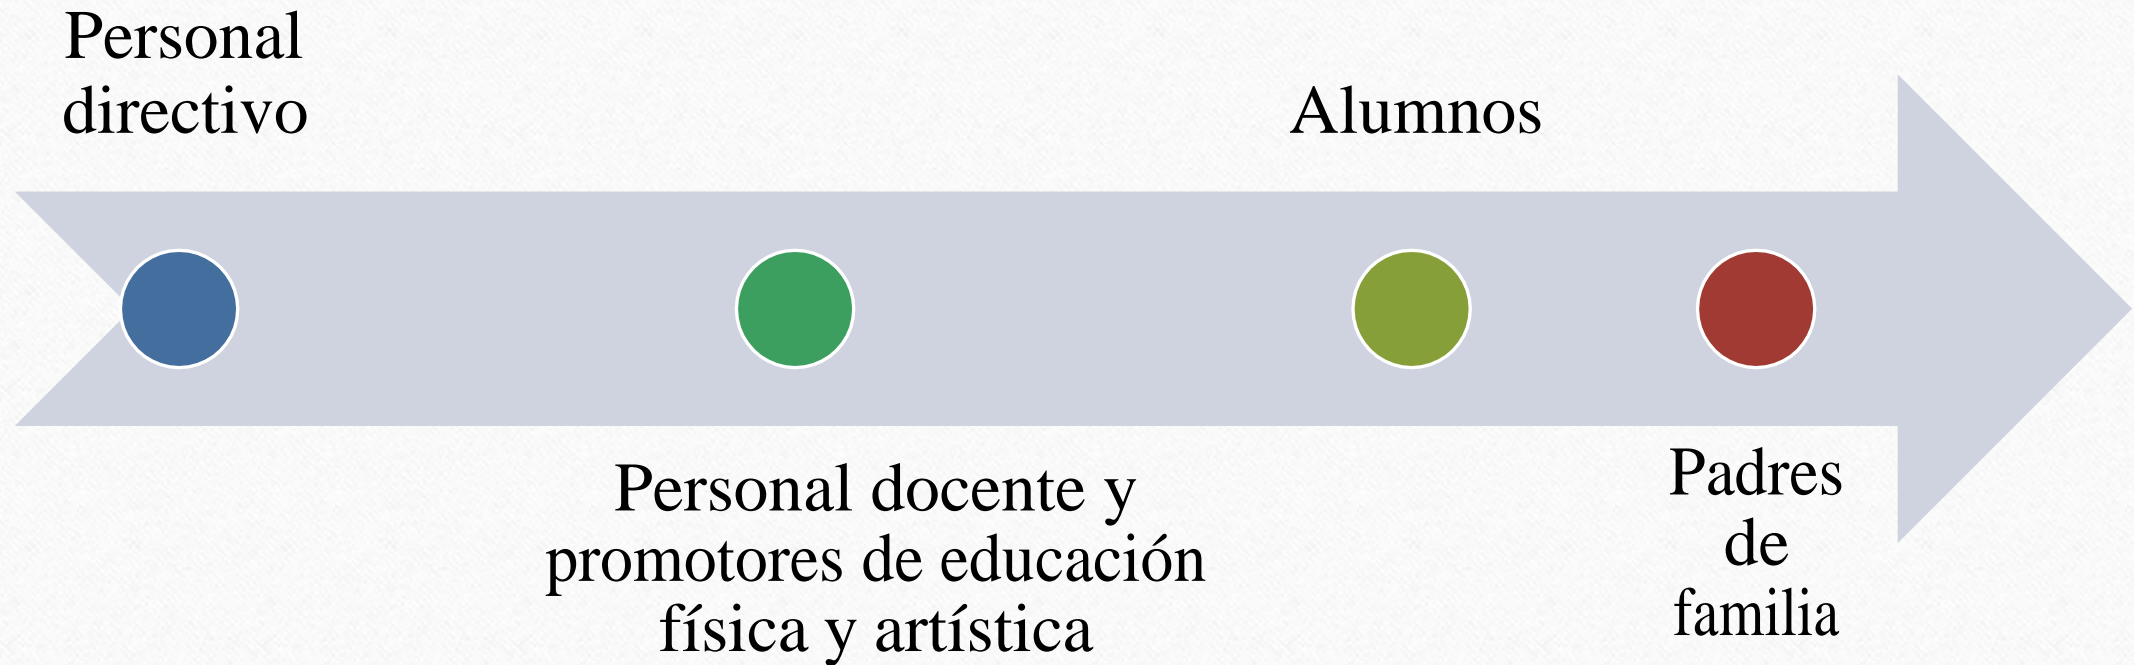 Personal
directivo
Personal docente y
promotores de educación
física y artística
Alumnos
Padres
de
familia